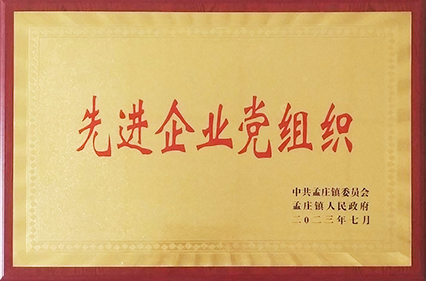 先进企业党组织
中共孟庄镇委员会
孟庄镇人民政府
二0二三年七月